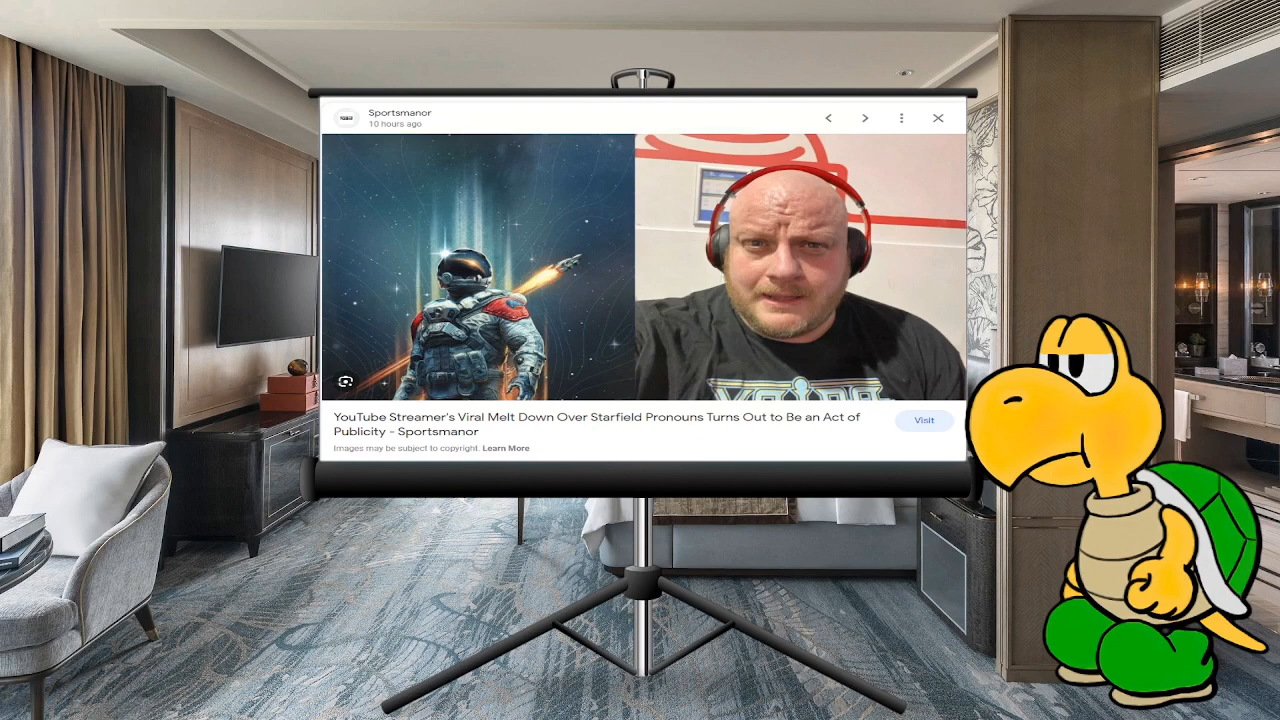 Sportsmanor
10 hours ago
YouTube Streamer's Viral Melt Down Over Starfield Pronouns Turns Out to Be an Act of
Publicity - Sportsmanor
Visit
Images may be subject to copyright. Learn More